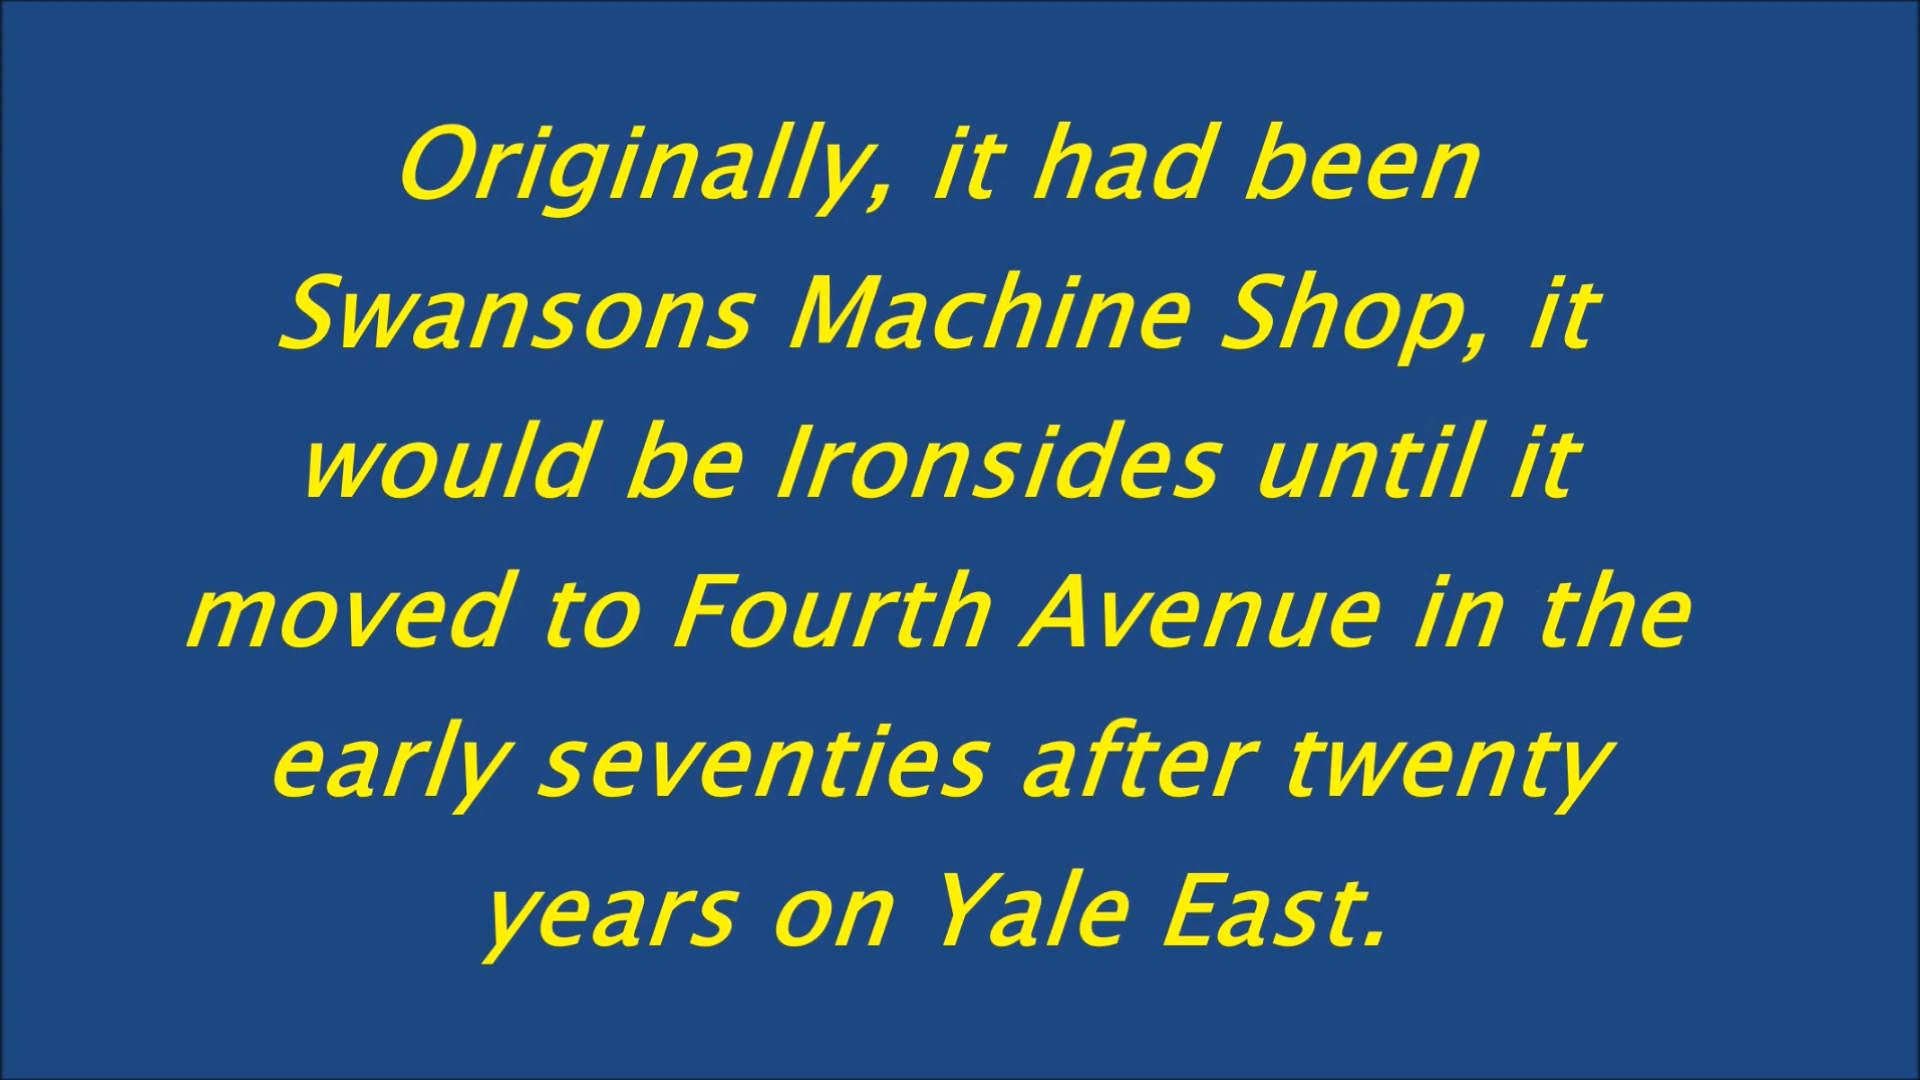 Originally, it had been
Swansons Machine Shop, it
would be Ironsides until it
moved to Fourth Avenue in the
early seventies after twenty
years on Yale East.